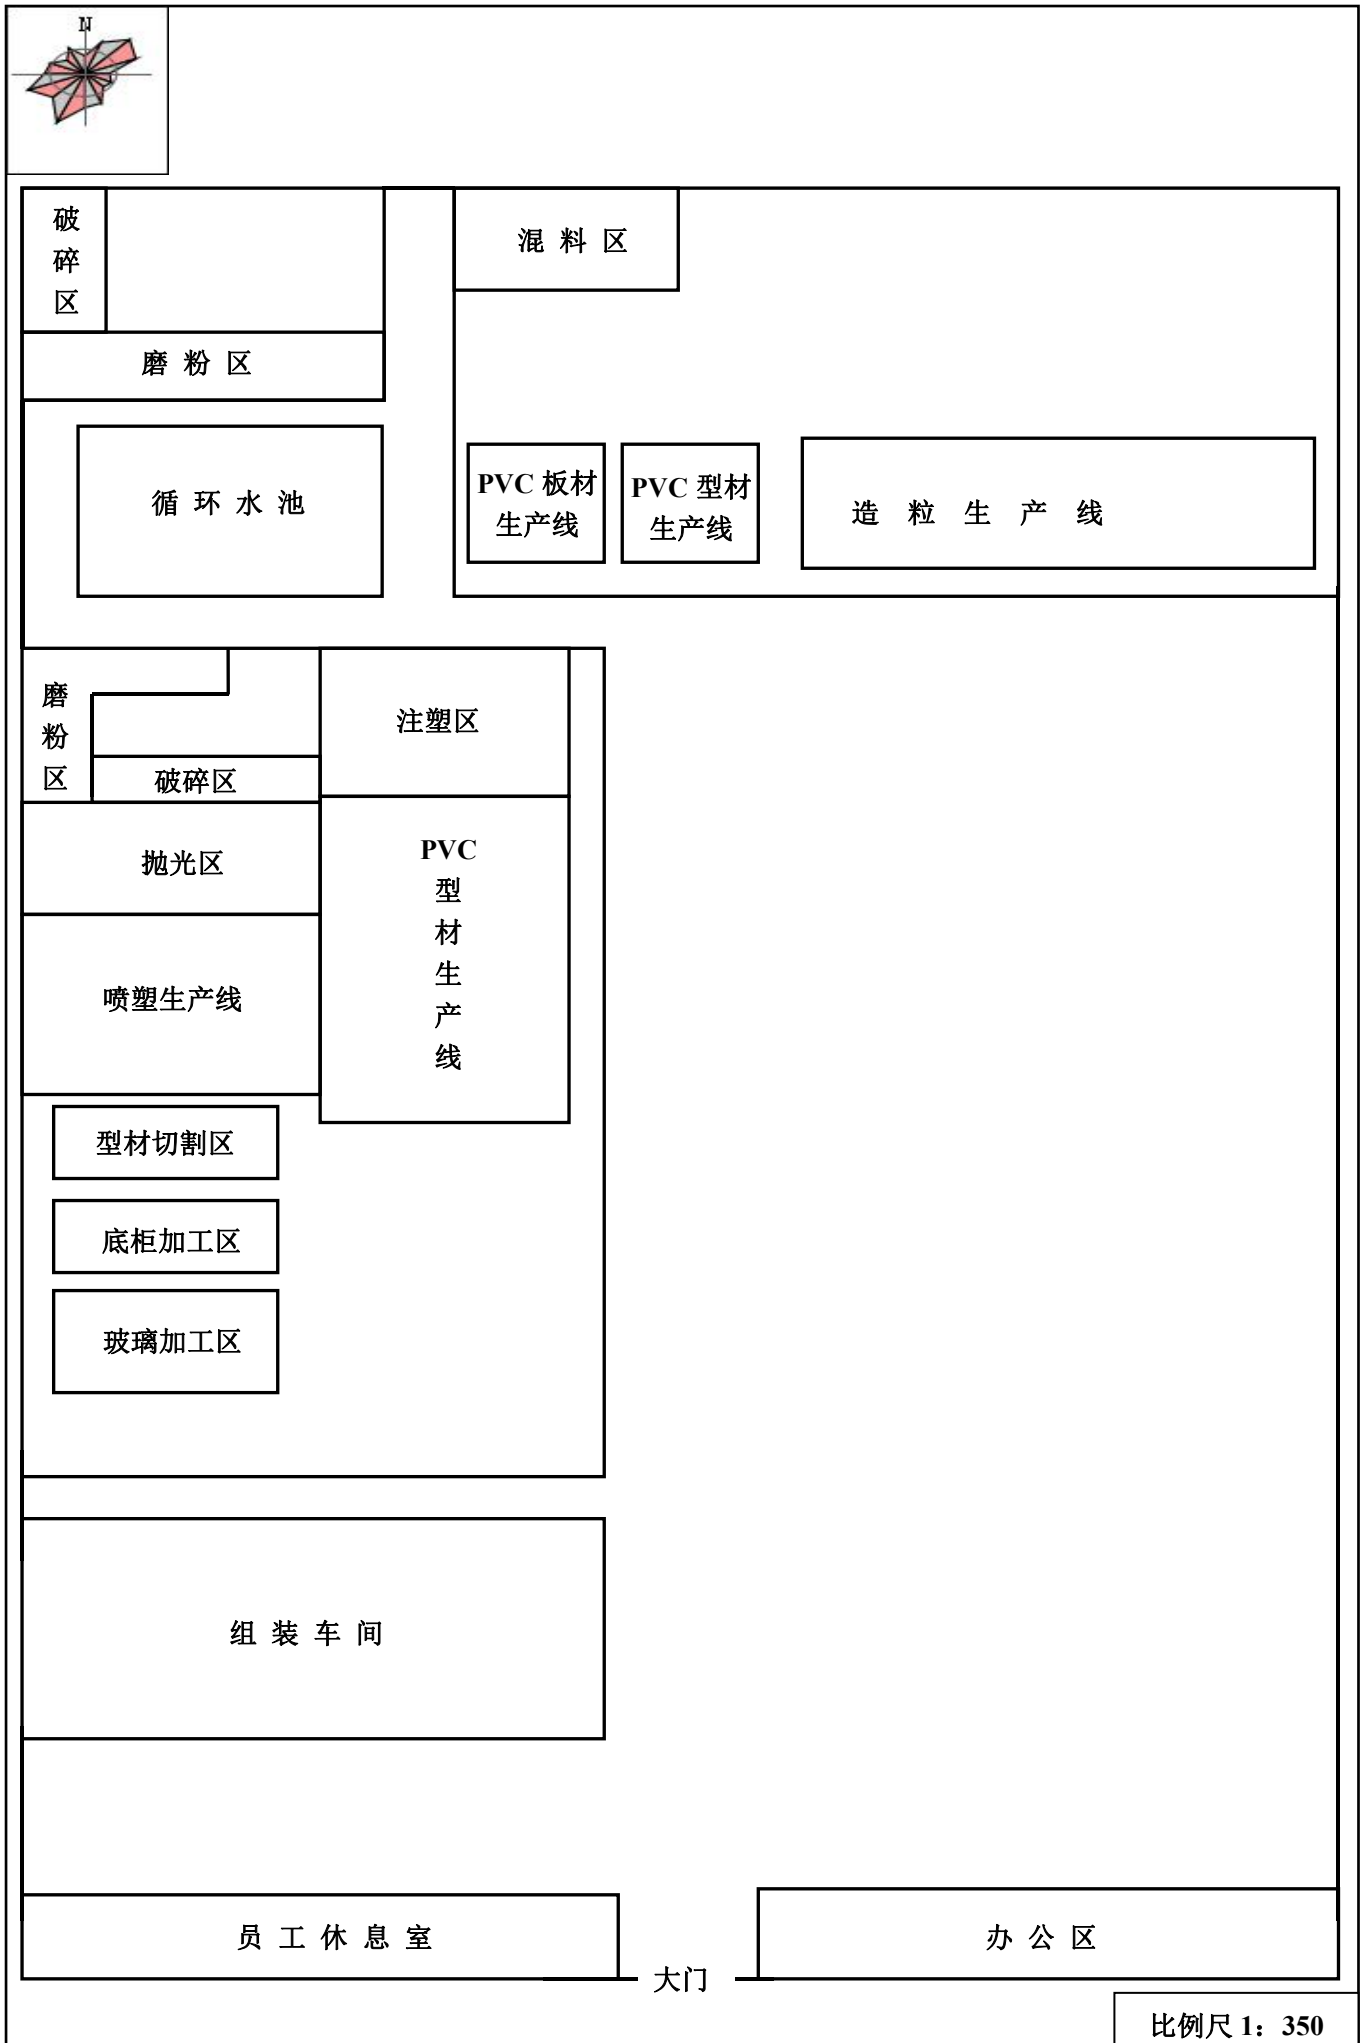 N
破
碎
区
混 料 区
磨 粉 区
循 环 水 池
PVC 板材
生产线
PVC 型材
生产线
造 粒 生 产 线
磨
粉
区
注塑区
破碎区
抛光区
PVC
型
材
生
产
线
喷塑生产线
型材切割区
底柜加工区
玻璃加工区
组 装 车 间
员 工 休 息 室
办 公 区
大门
比例尺 1：350